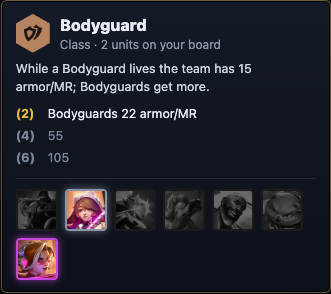 Bodyguard
Class · 2 units on your board
While a Bodyguard lives the team has 15
armor/MR; Bodyguards get more.
(2) Bodyguards 22 armor/MR
(4) 55
(6) 105